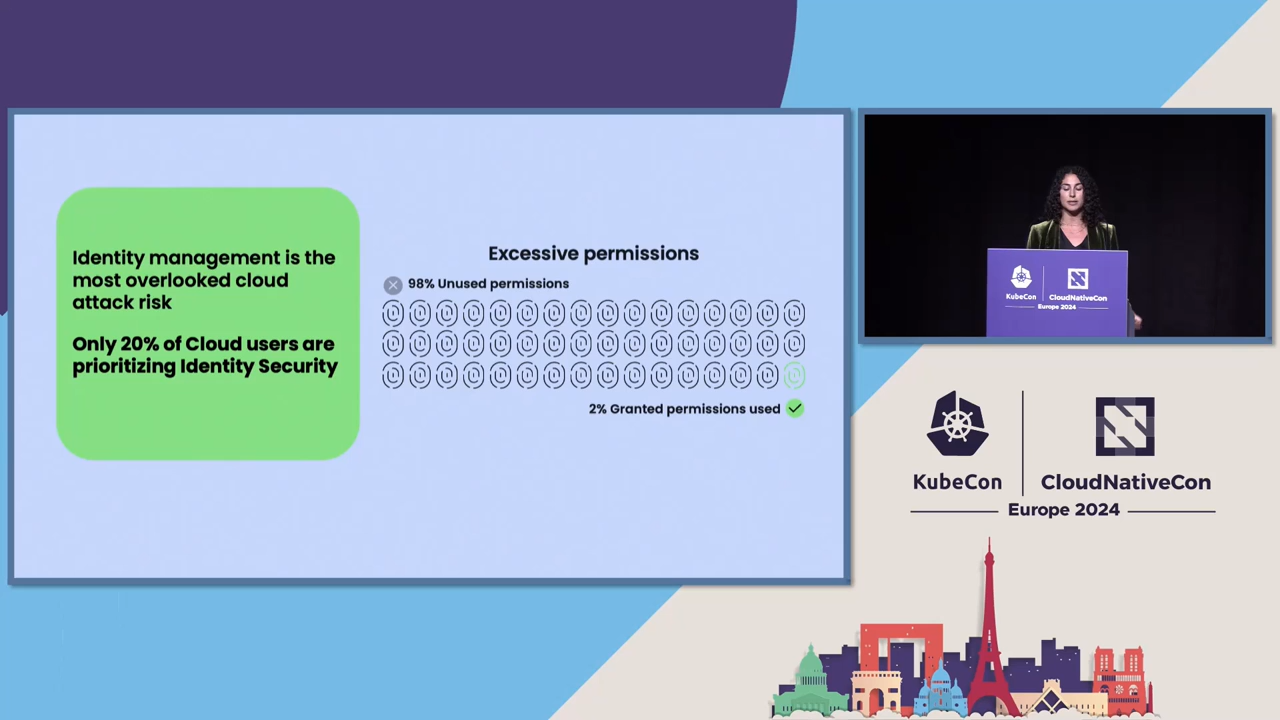 Identity management is the
most overlooked cloud
attack risk
Only 20% of Cloud users are
prioritizing Identity Security
Excessive permissions
98% Unused permissions
2% Granted permissions used
KubeCon
CloudNativeCon
Europe 2024
KubeCon
CloudNativeCon
Europe 2024